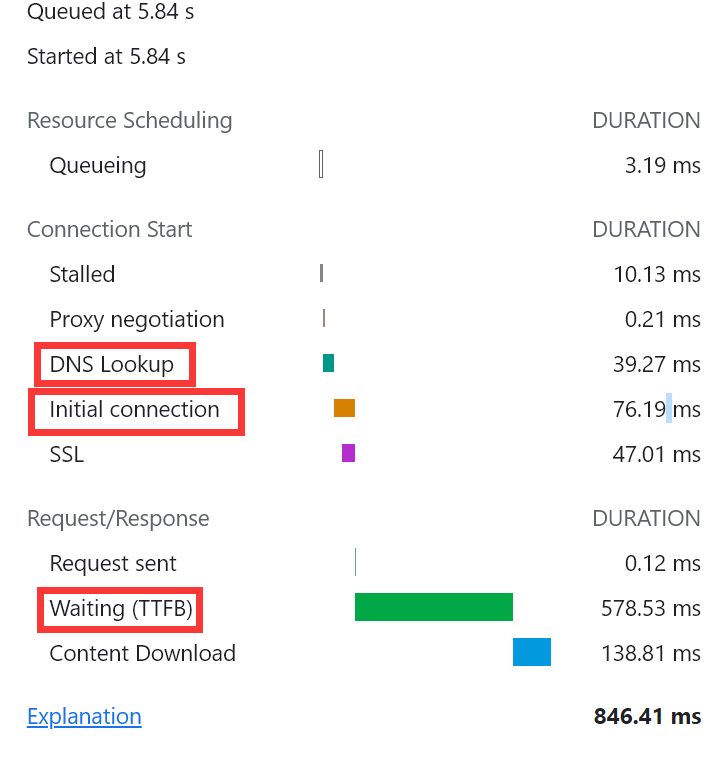 Queued at 5.84 s
Started at 5.84 s
Resource Scheduling DURATION
Queueing 3.19 ms
Connection Start DURATION
Stalled 10.13 ms
Proxy negotiation 0.21 ms
DNS Lookup 39.27 ms
Initial connection 76.19 ms
SSL 47.01 ms
Request/Response DURATION
Request sent 0.12 ms
Waiting (TTFB) 578.53 ms
Content Download 138.81 ms
Explanation 846.41 ms